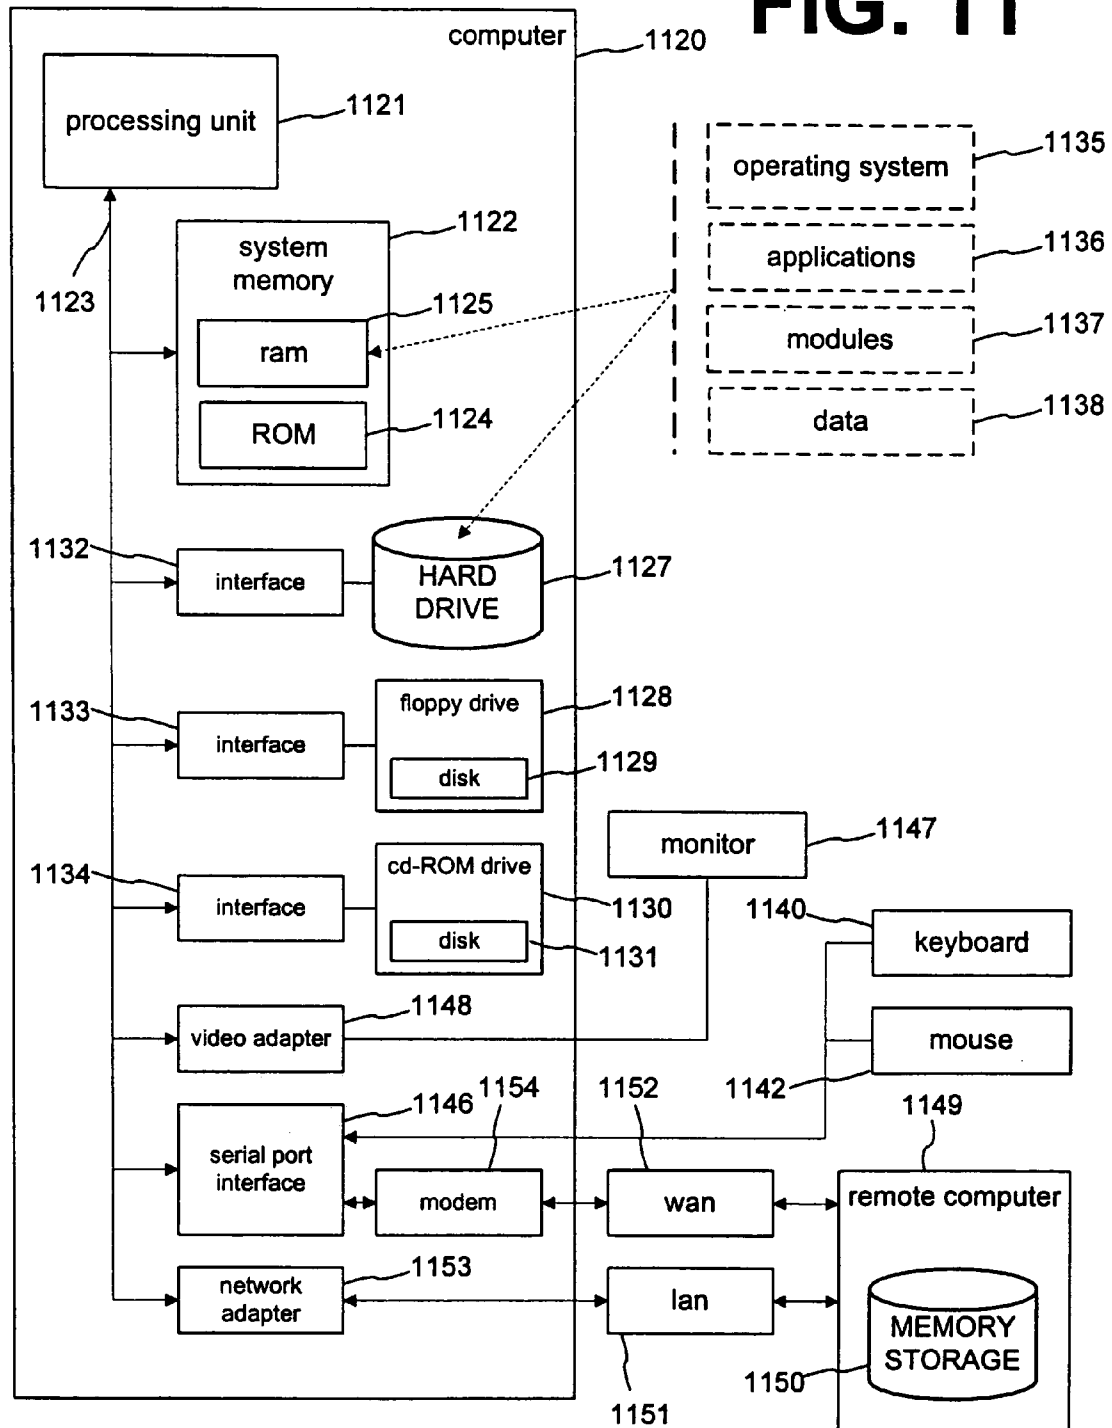 FIG. 11
computer
1120
processing unit
1121
1123
system
memory
1122
ram
1125
ROM
1124
operating system
1135
applications
1136
modules
1137
data
1138
1132
interface
HARD
DRIVE
1127
1133
interface
floppy drive
1128
disk
1129
1134
interface
cd-ROM drive
1130
disk
1131
monitor
1147
1140
keyboard
video adapter
1148
mouse
1142
serial port
interface
1146
1154
modem
1152
wan
1149
remote computer
network
adapter
1153
lan
1151
MEMORY
STORAGE
1150